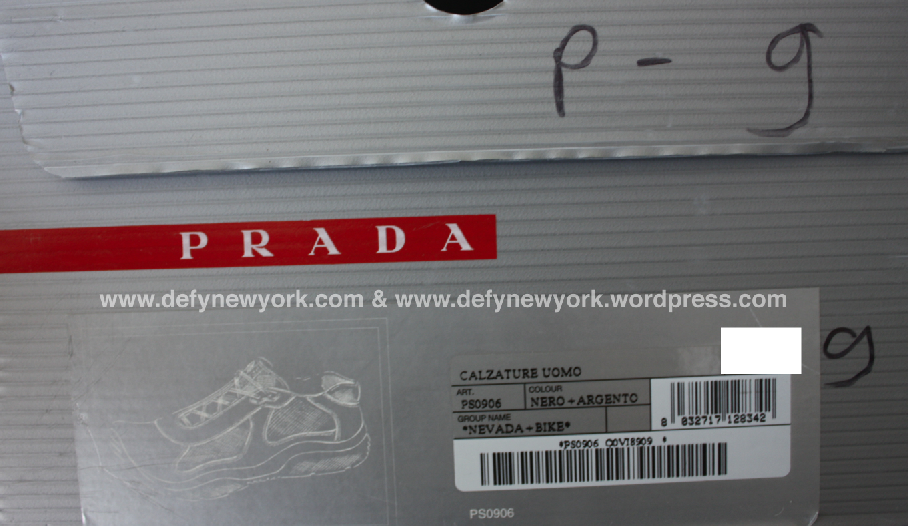 P - 9
PRADA
www.defynewyork.com & www.defynewyork.wordpress.com
9
CALZATURE UOMO
ART. COLOUR
PS0906 NERO+ARGENTO
GROUP NAME
*NEVADA+BIKE*
8 032717 128342
*PS0906 COVI8909 *
PS0906